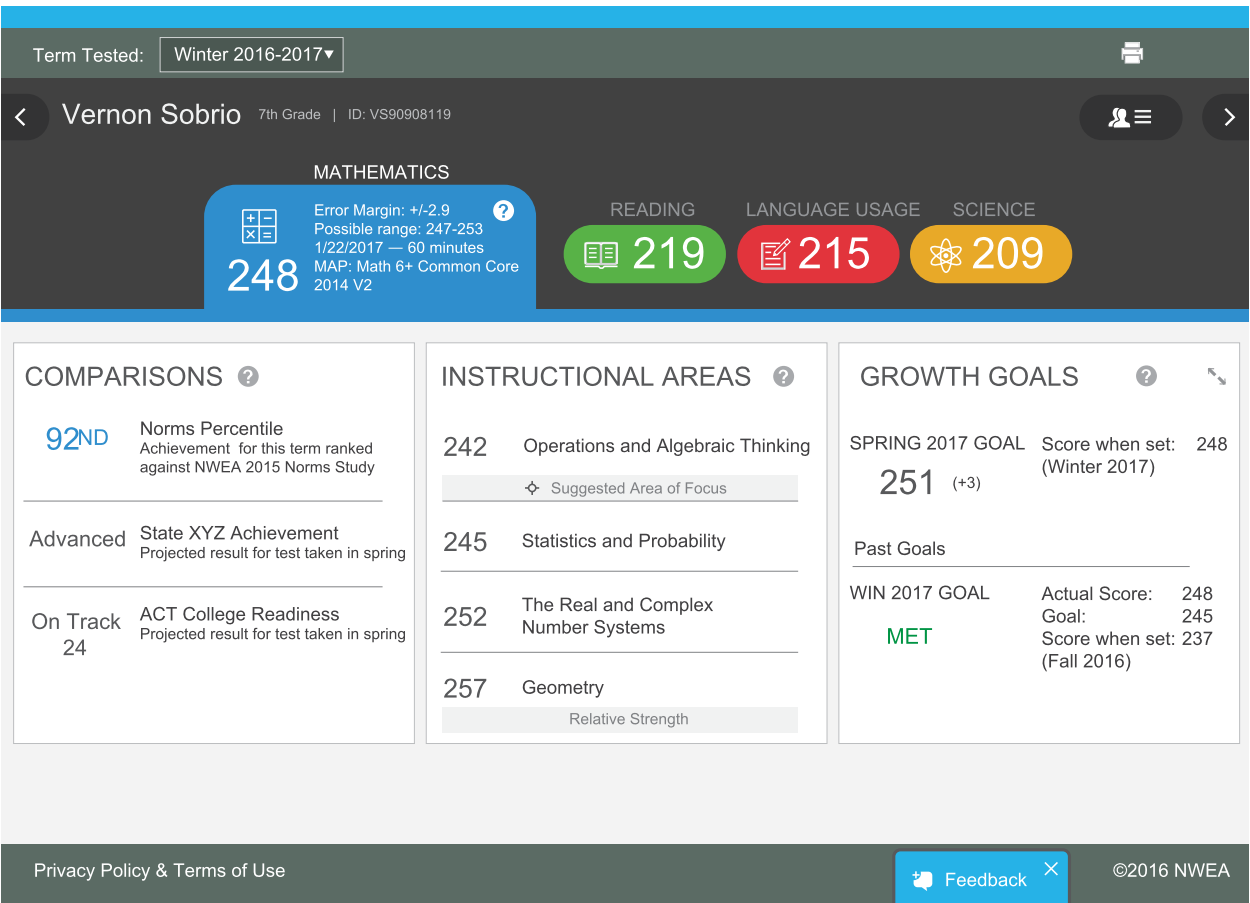 Term Tested: Winter 2016-2017▾
Vernon Sobrio 7th Grade | ID: VS90908119
MATHEMATICS
248
Error Margin: +/-2.9
Possible range: 247-253
1/22/2017 — 60 minutes
MAP: Math 6+ Common Core
2014 V2
?
READING
219
LANGUAGE USAGE
215
SCIENCE
209
COMPARISONS ?
92ND
Norms Percentile
Achievement for this term ranked
against NWEA 2015 Norms Study
Advanced
State XYZ Achievement
Projected result for test taken in spring
On Track
24
ACT College Readiness
Projected result for test taken in spring
INSTRUCTIONAL AREAS ?
242 Operations and Algebraic Thinking
Suggested Area of Focus
245 Statistics and Probability
252 The Real and Complex
Number Systems
257 Geometry
Relative Strength
GROWTH GOALS ?
SPRING 2017 GOAL
251 (+3)
Score when set: 248
(Winter 2017)
Past Goals
WIN 2017 GOAL
MET
Actual Score: 248
Goal: 245
Score when set: 237
(Fall 2016)
Privacy Policy & Terms of Use
Feedback
©2016 NWEA